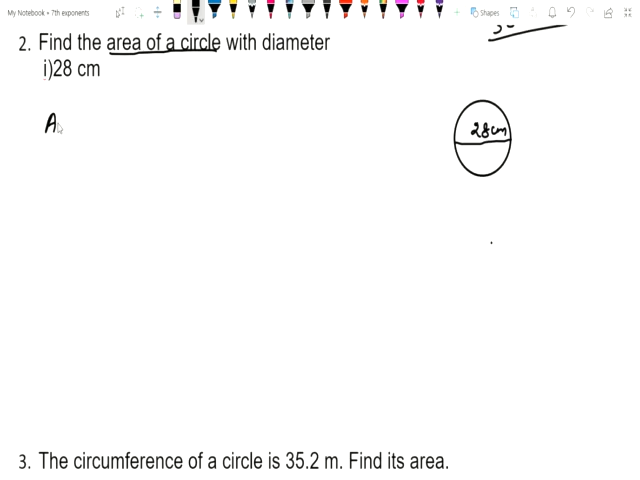 My Notebook • 7th exponents
Shapes
2. Find the area of a circle with diameter
i)28 cm
A
28cm
3. The circumference of a circle is 35.2 m. Find its area.